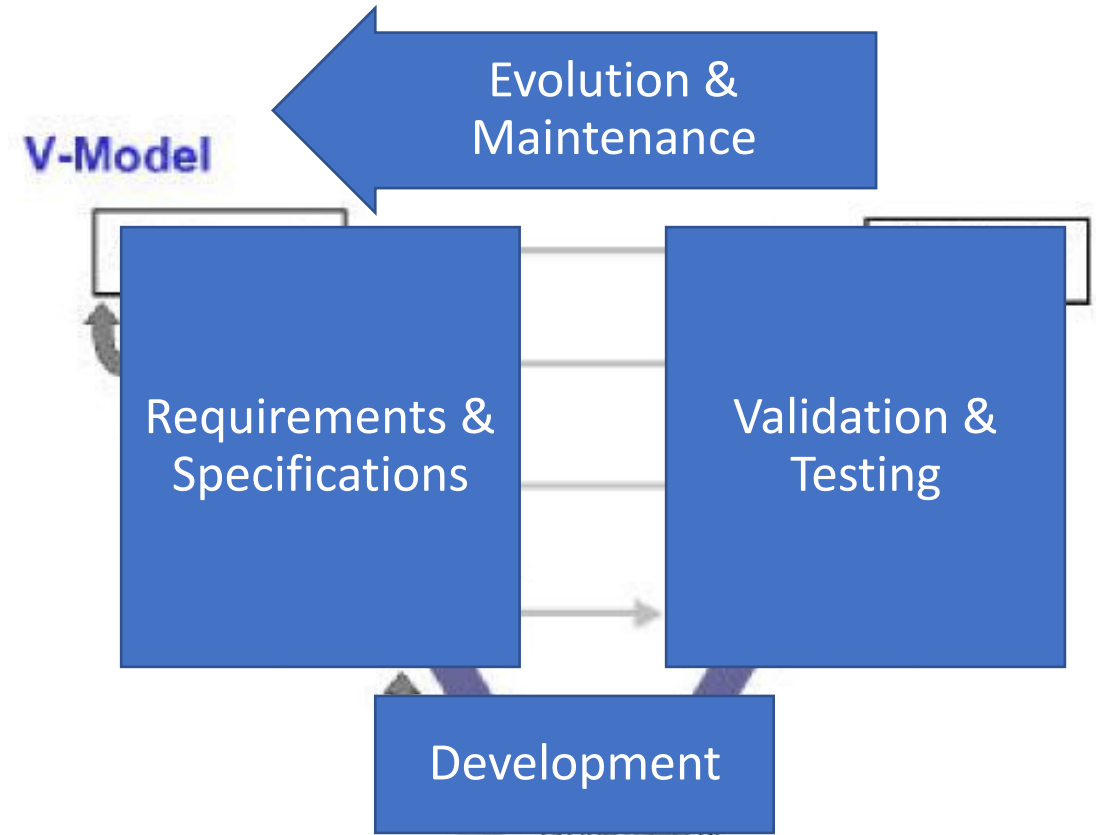 Evolution &
Maintenance
V-Model
Requirements &
Specifications
Validation &
Testing
Development